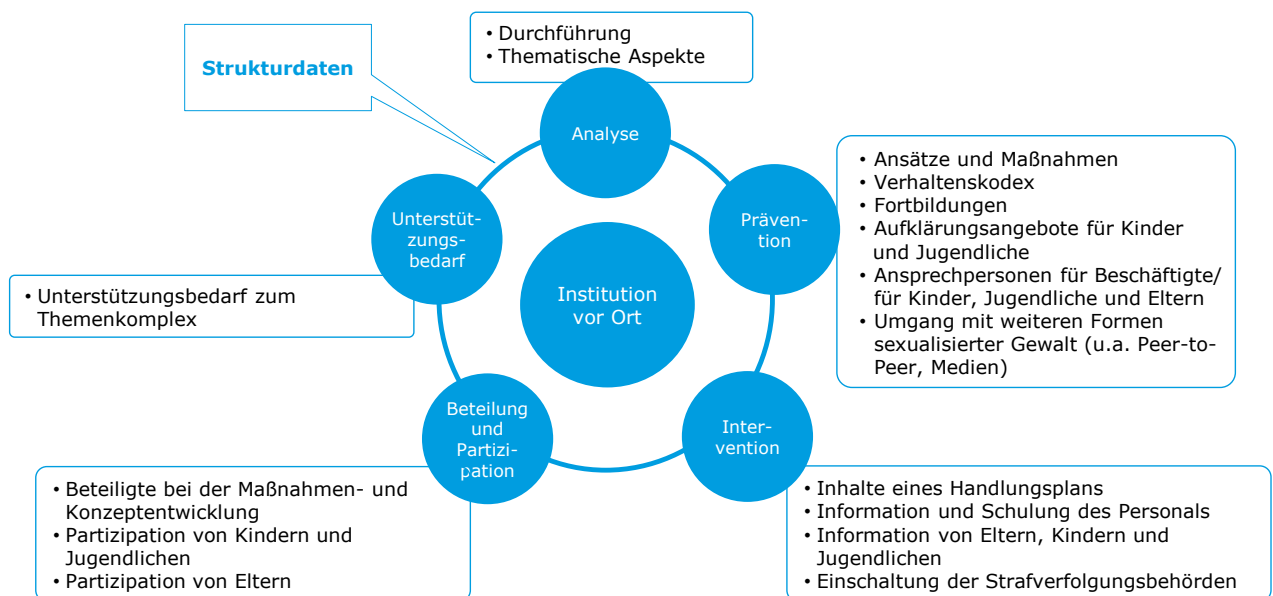 Strukturdaten
• Durchführung
• Thematische Aspekte
Analyse
• Ansätze und Maßnahmen
• Verhaltenskodex
• Fortbildungen
• Aufklärungsangebote für Kinder
und Jugendliche
• Ansprechpersonen für Beschäftigte/
für Kinder, Jugendliche und Eltern
• Umgang mit weiteren Formen
sexualisierter Gewalt (u.a. Peer-to-
Peer, Medien)
Präven-
tion
Unterstüt-
zungs-
bedarf
• Unterstützungsbedarf zum
Themenkomplex
Institution
vor Ort
Beteilung
und
Partizi-
pation
Inter-
vention
• Beteiligte bei der Maßnahmen- und
Konzeptentwicklung
• Partizipation von Kindern und
Jugendlichen
• Partizipation von Eltern
• Inhalte eines Handlungsplans
• Information und Schulung des Personals
• Information von Eltern, Kindern und
Jugendlichen
• Einschaltung der Strafverfolgungsbehörden